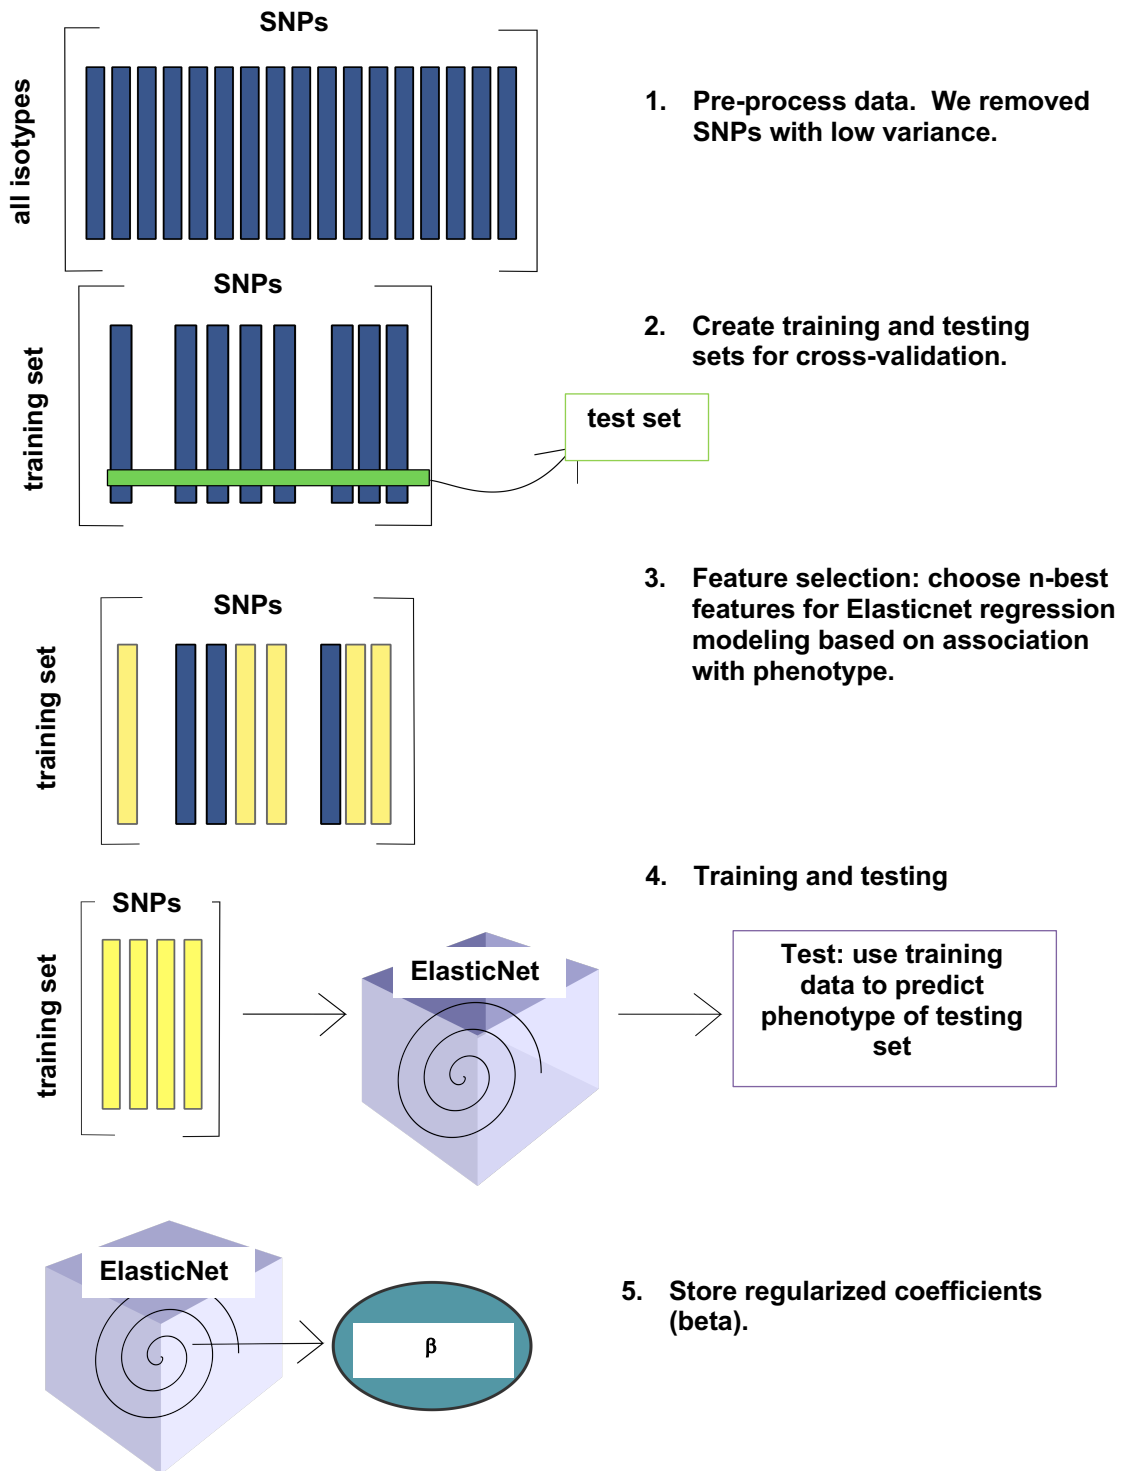 SNPs
all isotypes
1. Pre-process data. We removed
SNPs with low variance.
SNPs
training set
2. Create training and testing
sets for cross-validation.
test set
3. Feature selection: choose n-best
features for Elasticnet regression
modeling based on association
with phenotype.
SNPs
training set
4. Training and testing
SNPs
training set
ElasticNet
Test: use training
data to predict
phenotype of testing
set
ElasticNet
β
5. Store regularized coefficients
(beta).